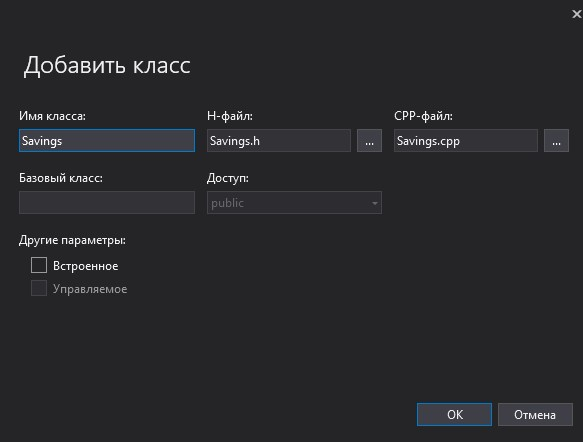 Добавить класс
Имя класса: H-файл: CPP-файл:
Savings Savings.h ... Savings.cpp ...
Базовый класс: Доступ:
public
Другие параметры:
Встроенное
Управляемое
ОК Отмена